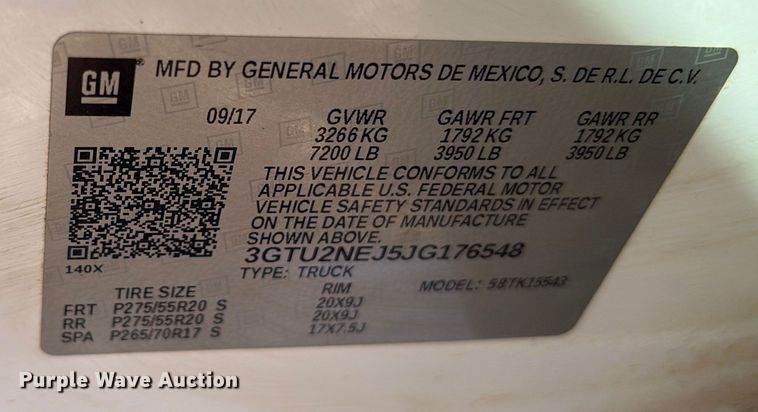 GM
MFD BY GENERAL MOTORS DE MEXICO, S. DE R.L. DE C.V.
09/17 GVWR GAWR FRT GAWR RR
3266 KG 1792 KG 1792 KG
7200 LB 3950 LB 3950 LB
THIS VEHICLE CONFORMS TO ALL
APPLICABLE U.S. FEDERAL MOTOR
VEHICLE SAFETY STANDARDS IN EFFECT
ON THE DATE OF MANUFACTURE
SHOWN ABOVE.
140X
3GTU2NEJ5JG176548
TYPE: TRUCK MODEL: 58TK15543
TIRE SIZE RIM
FRT P275/55R20 S 20X9J
RR P275/55R20 S 20X9J
SPA P265/70R17 S 17X7.5J
Purple Wave Auction